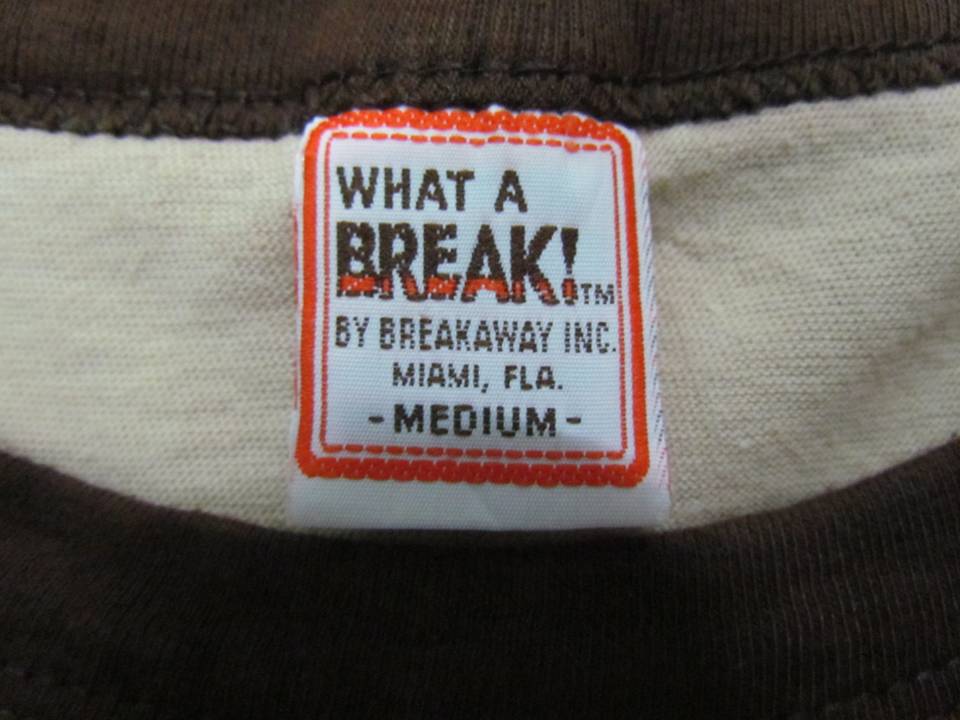 WHAT A
BREAK!TM
BY BREAKAWAY INC.
MIAMI, FLA.
-MEDIUM-